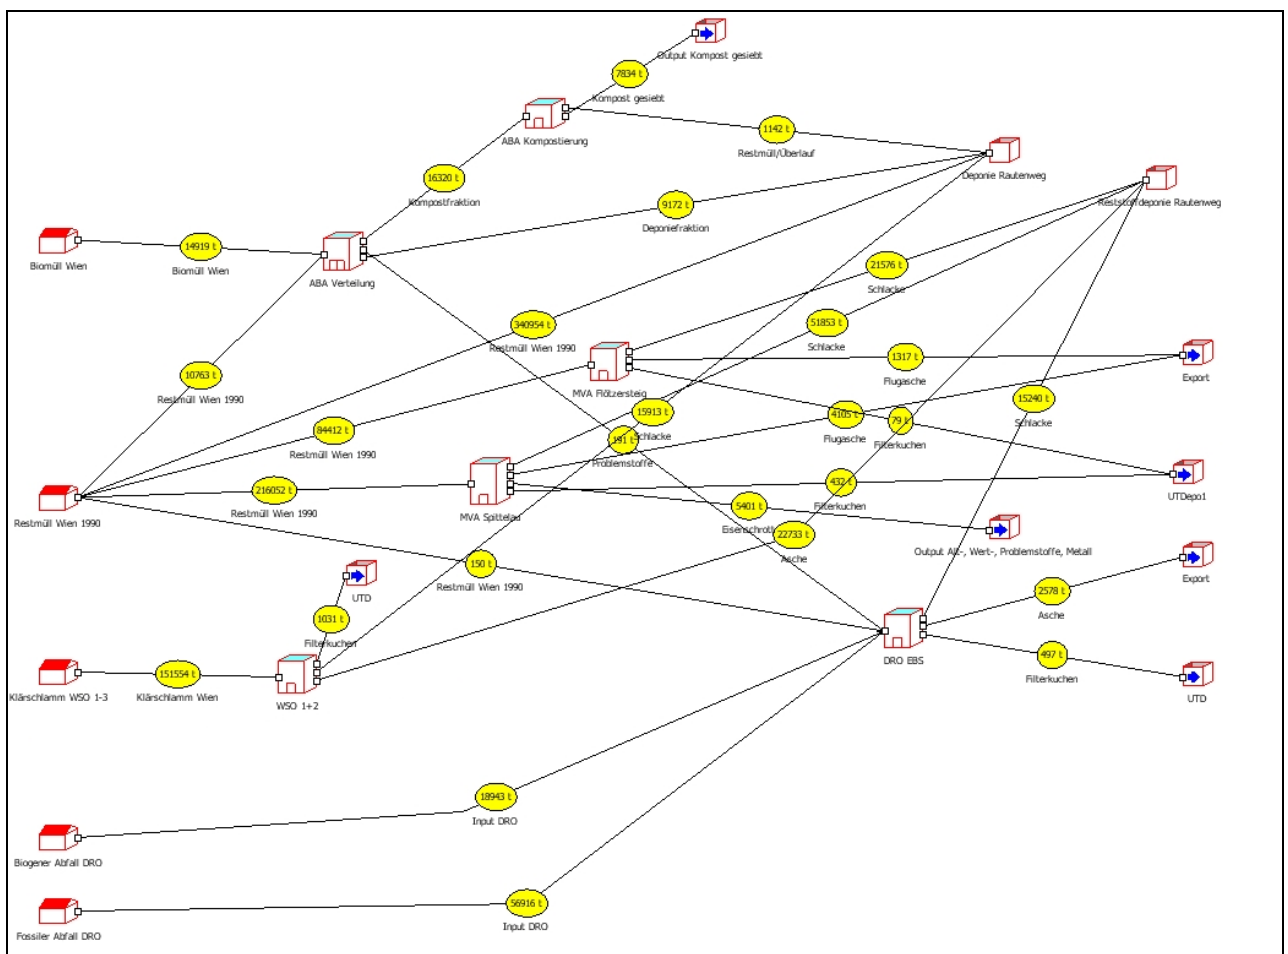 Output Kompost gesiebt
7834 t
Kompost gesiebt
ABA Kompostierung
1142 t
Restmüll/Überlauf
Deponie Rautenweg
16320 t
Kompostfraktion
Reststoffdeponie Rautenweg
9172 t
Deponiefraktion
14919 t
Biomüll Wien
Biomüll Wien
ABA Verteilung
21576 t
Schlacke
340954 t
Restmüll Wien 1990
51853 t
Schlacke
1317 t
Flugasche
Export
10763 t
Restmüll Wien 1990
MVA Flötzersteig
15913 t
Schlacke
4105 t
Flugasche
79 t
Filterkuchen
15240 t
Schlacke
84412 t
Restmüll Wien 1990
191 t
Problemstoffe
216052 t
Restmüll Wien 1990
Restmüll Wien 1990
MVA Spittelau
432 t
Filterkuchen
UTDepo1
5401 t
Eisenschrott
22733 t
Asche
Output Alt-, Wert-, Problemstoffe, Metall
150 t
Restmüll Wien 1990
Export
UTD
2578 t
Asche
1031 t
Filterkuchen
DRO EBS
497 t
Filterkuchen
UTD
151554 t
Klärschlamm WSO 1-3
Klärschlamm Wien
WSO 1+2
18943 t
Input DRO
Biogener Abfall DRO
56916 t
Input DRO
Fossiler Abfall DRO